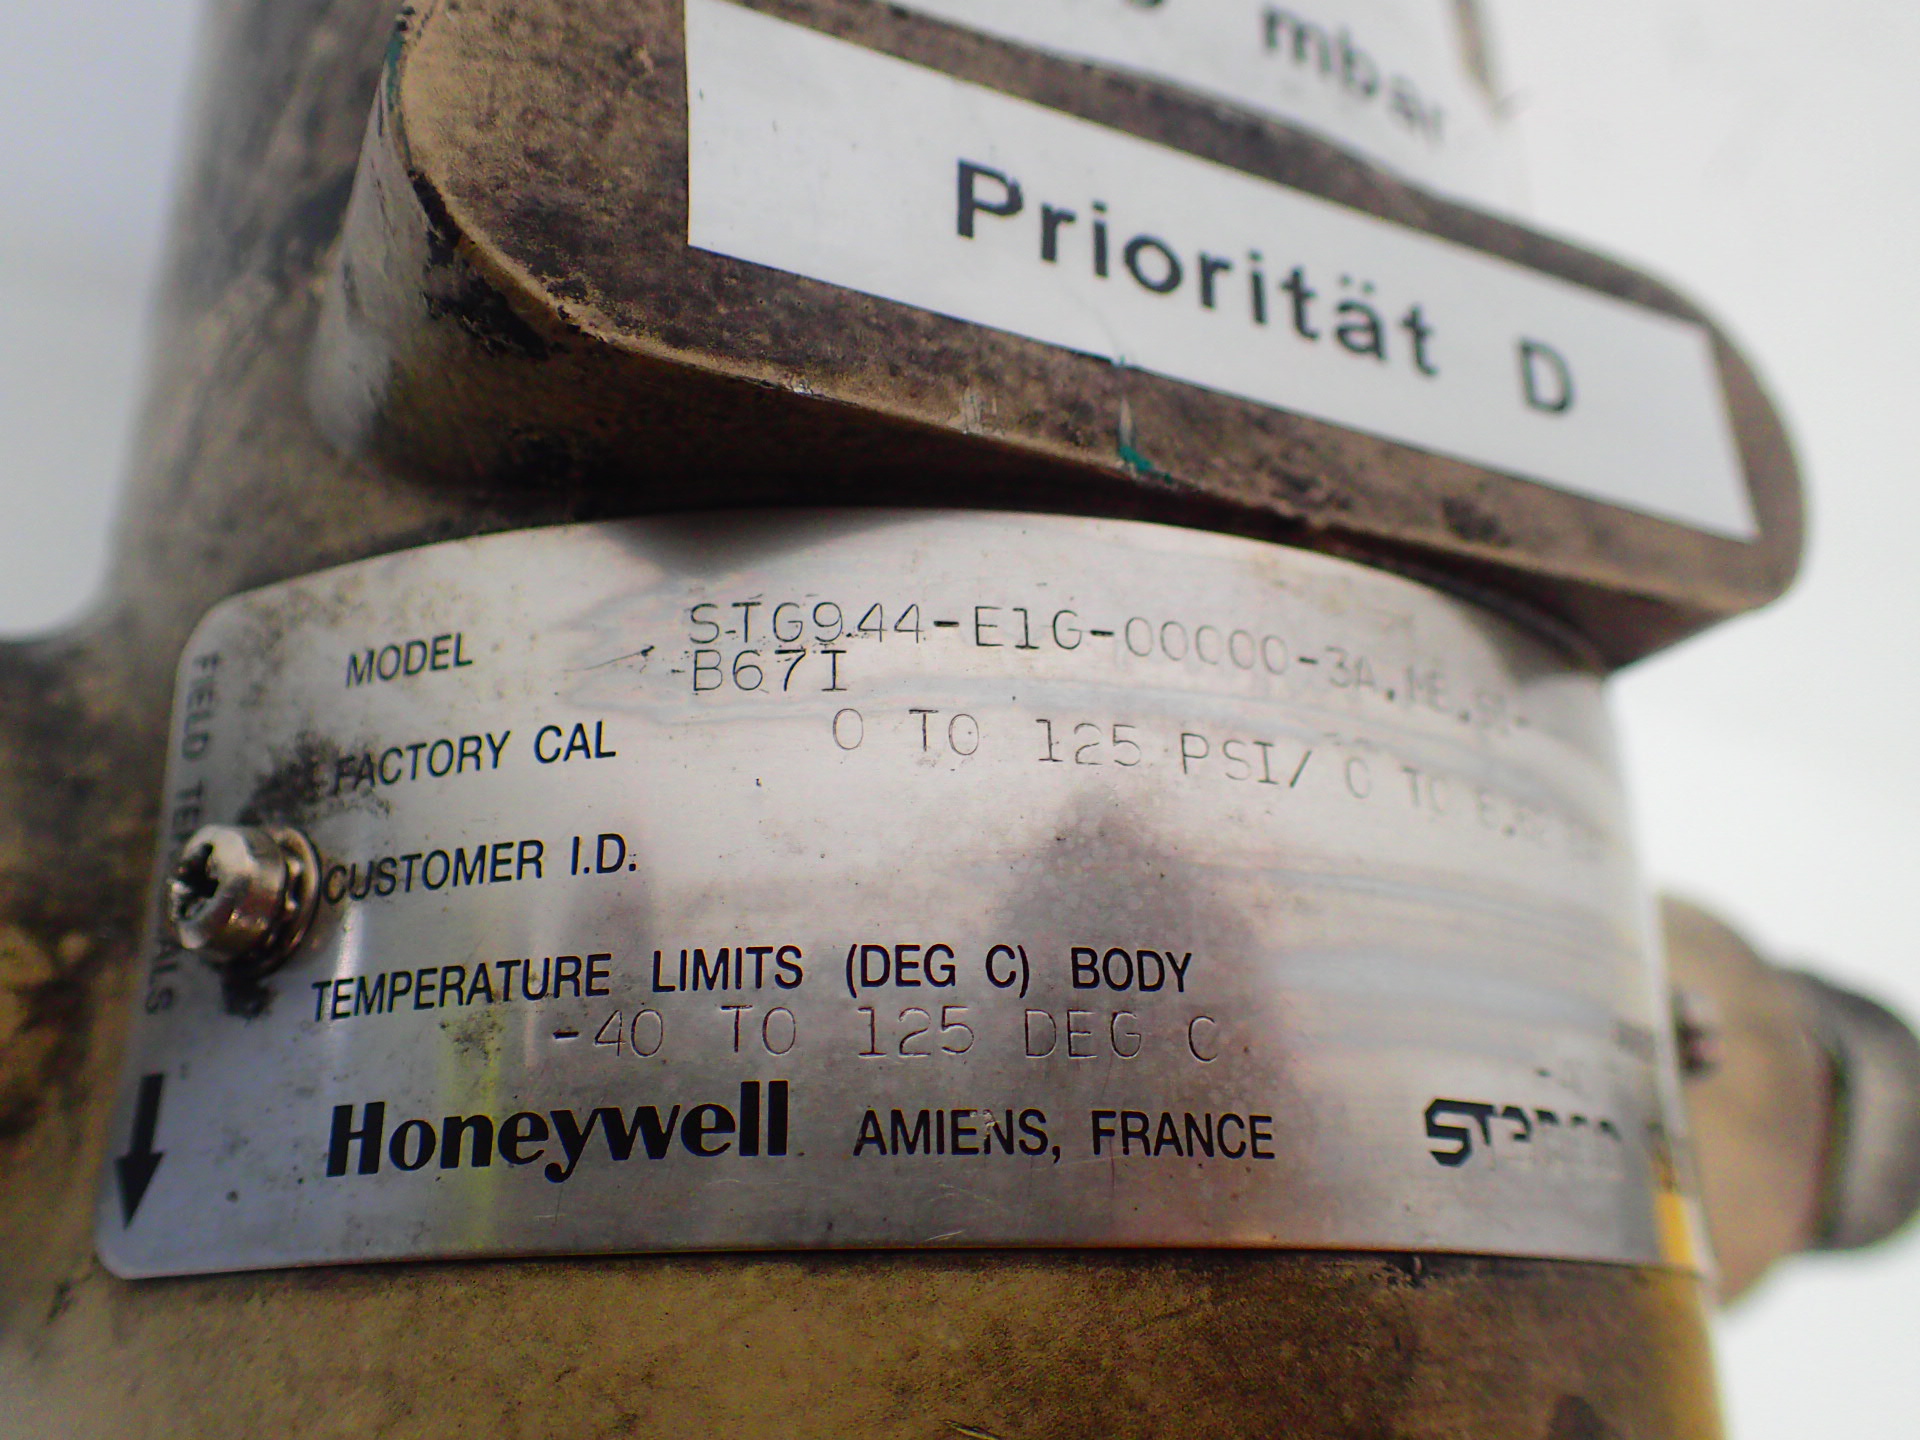 mbar
Priorität D
MODEL STG944-E1G-00000-3A.ME.
-B67I
FACTORY CAL 0 TO 125 PSI/ 0 TO
CUSTOMER I.D.
TEMPERATURE LIMITS (DEG C) BODY
-40 TO 125 DEG C
Honeywell AMIENS, FRANCE
FIELD